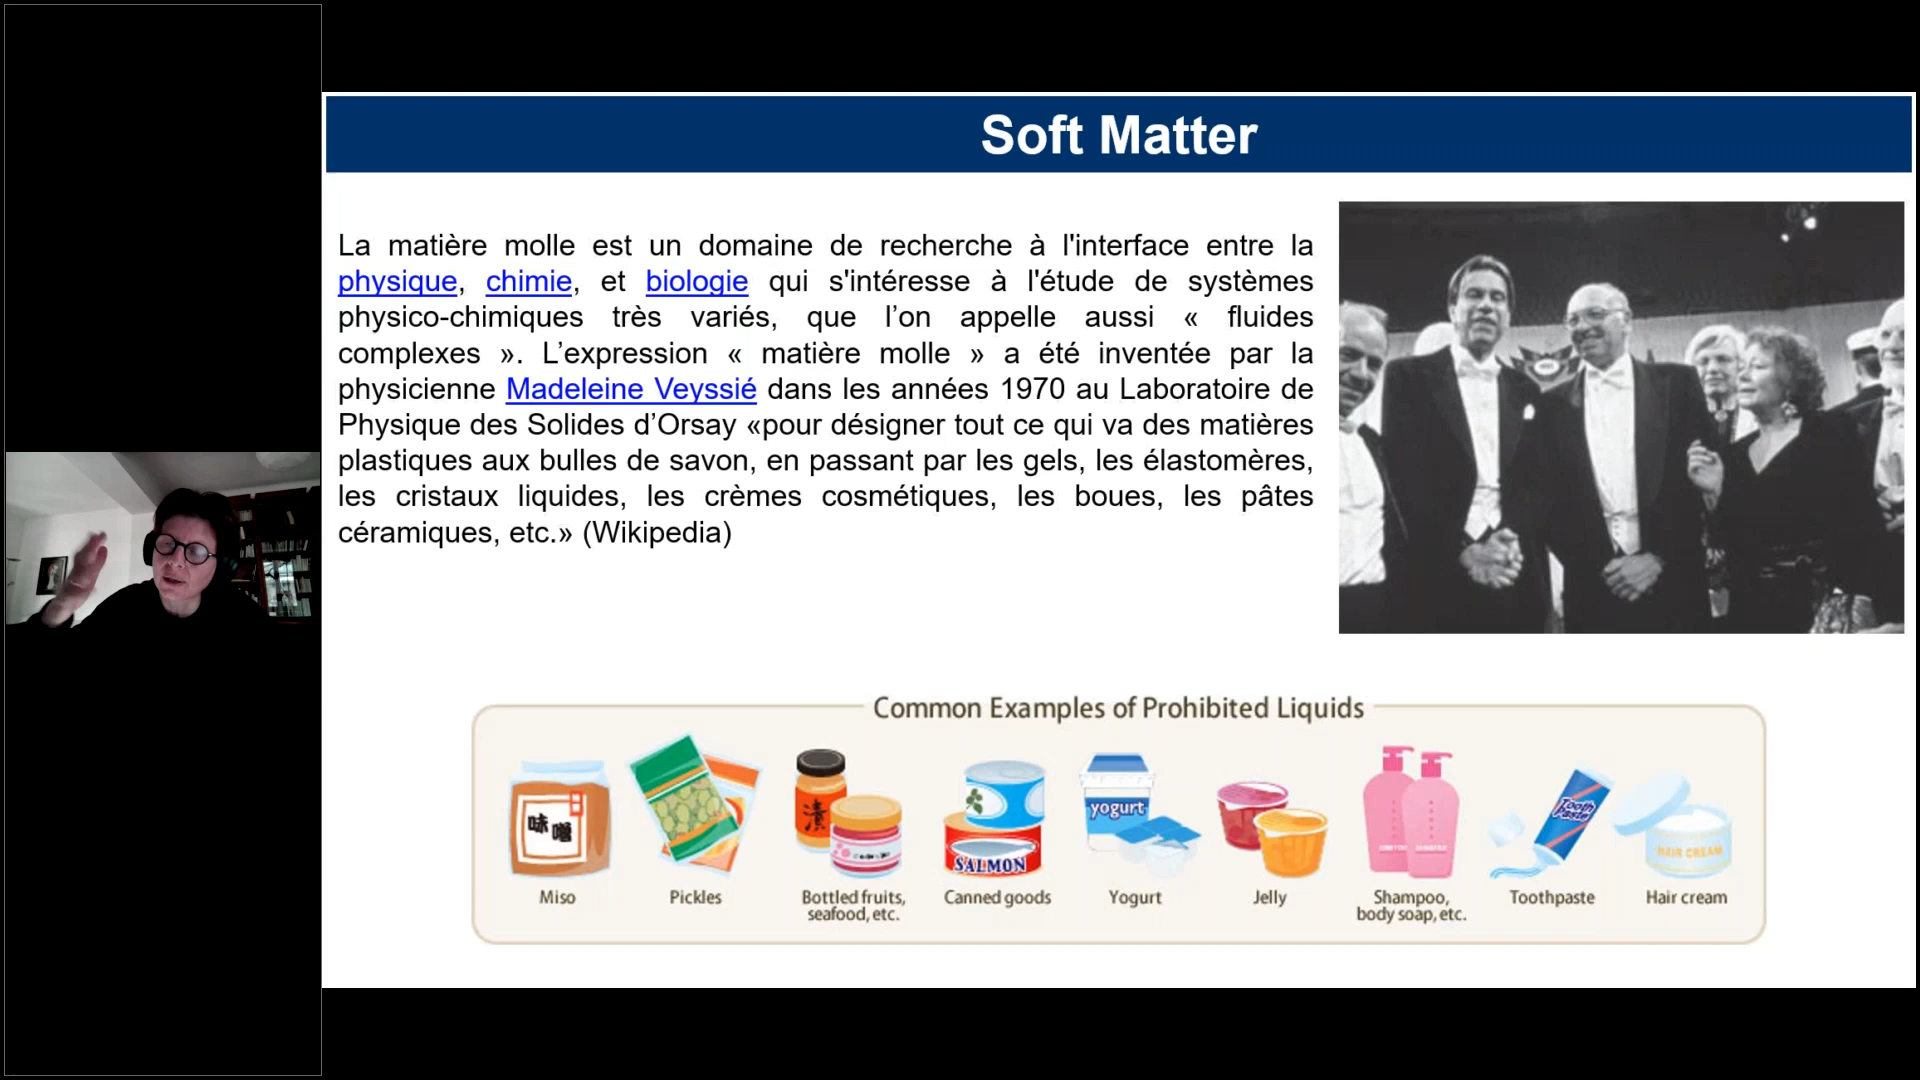 Soft Matter
La matière molle est un domaine de recherche à l'interface entre la
physique, chimie, et biologie qui s'intéresse à l'étude de systèmes
physico-chimiques très variés, que l’on appelle aussi « fluides
complexes ». L’expression « matière molle » a été inventée par la
physicienne Madeleine Veyssié dans les années 1970 au Laboratoire de
Physique des Solides d’Orsay «pour désigner tout ce qui va des matières
plastiques aux bulles de savon, en passant par les gels, les élastomères,
les cristaux liquides, les crèmes cosmétiques, les boues, les pâtes
céramiques, etc.» (Wikipedia)
Common Examples of Prohibited Liquids
味噌
漬
SALMON
yogurt
Tooth
Paste
HAIR CREAM
Miso
Pickles
Bottled fruits,
seafood, etc.
Canned goods
Yogurt
Jelly
Shampoo,
body soap, etc.
Toothpaste
Hair cream